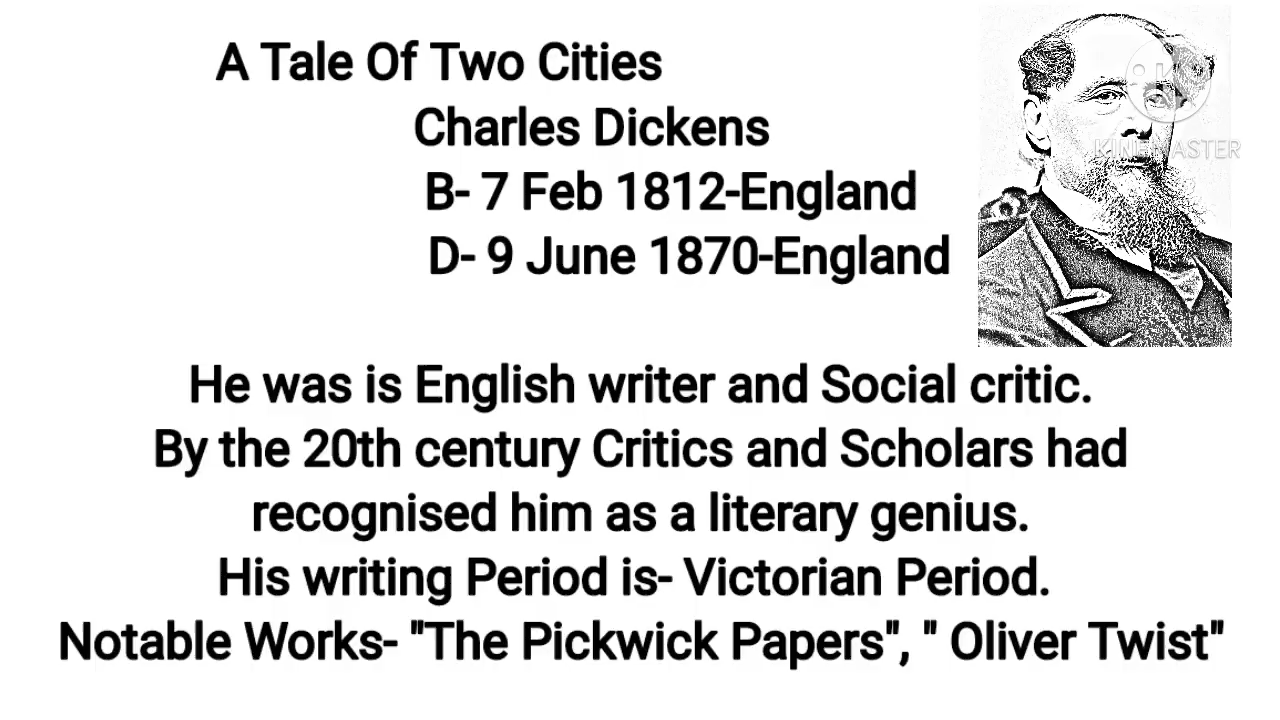 A Tale Of Two Cities
Charles Dickens
B- 7 Feb 1812-England
D- 9 June 1870-England
KINEMASTER
He was is English writer and Social critic.
By the 20th century Critics and Scholars had
recognised him as a literary genius.
His writing Period is- Victorian Period.
Notable Works- "The Pickwick Papers", " Oliver Twist"